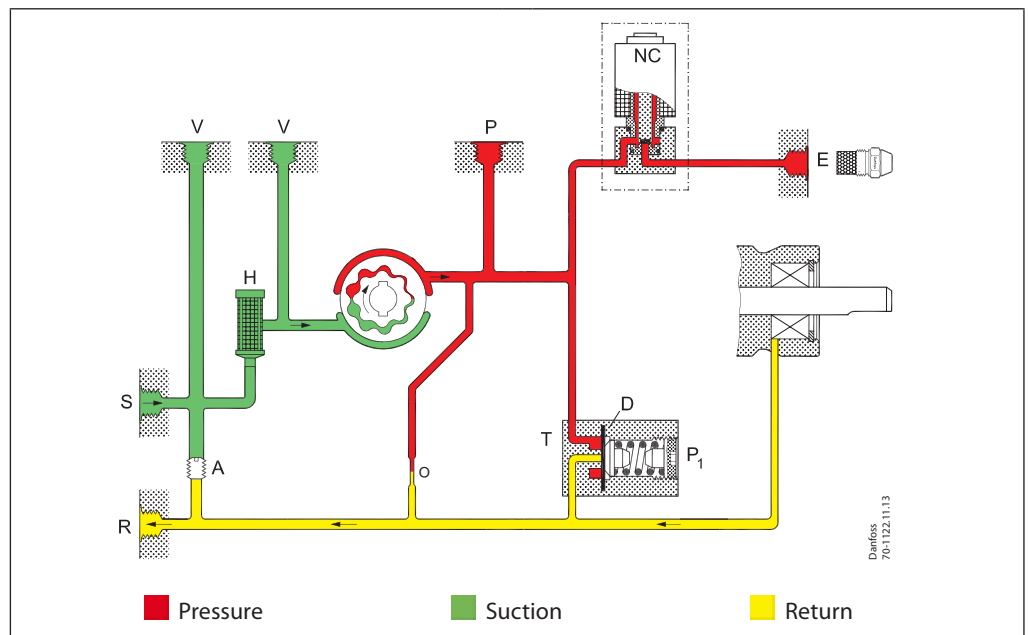 NC
V V P
E
H
S
D
T P1
A
O
R
Danfoss
70-1122.11.13
Pressure Suction Return